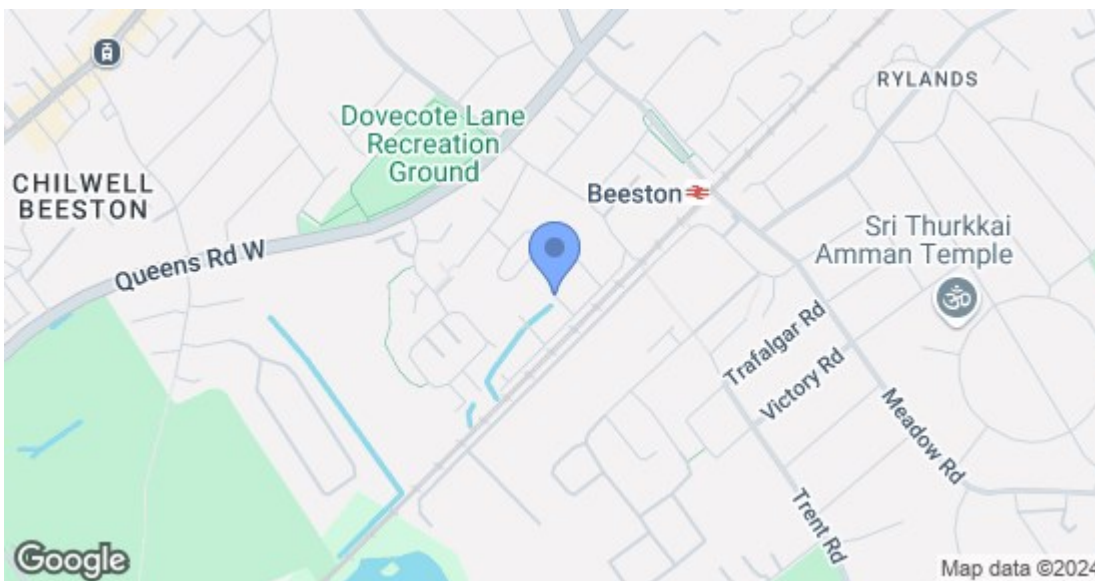 RYLANDS
Dovecote Lane
Recreation
Ground
CHILWELL
BEESTON
Beeston
Sri Thurkkai
Amman Temple
ॐ
Queens Rd W
Trafalgar Rd
Victory Rd
Meadow Rd
Trent Rd
Google
Map data ©2024